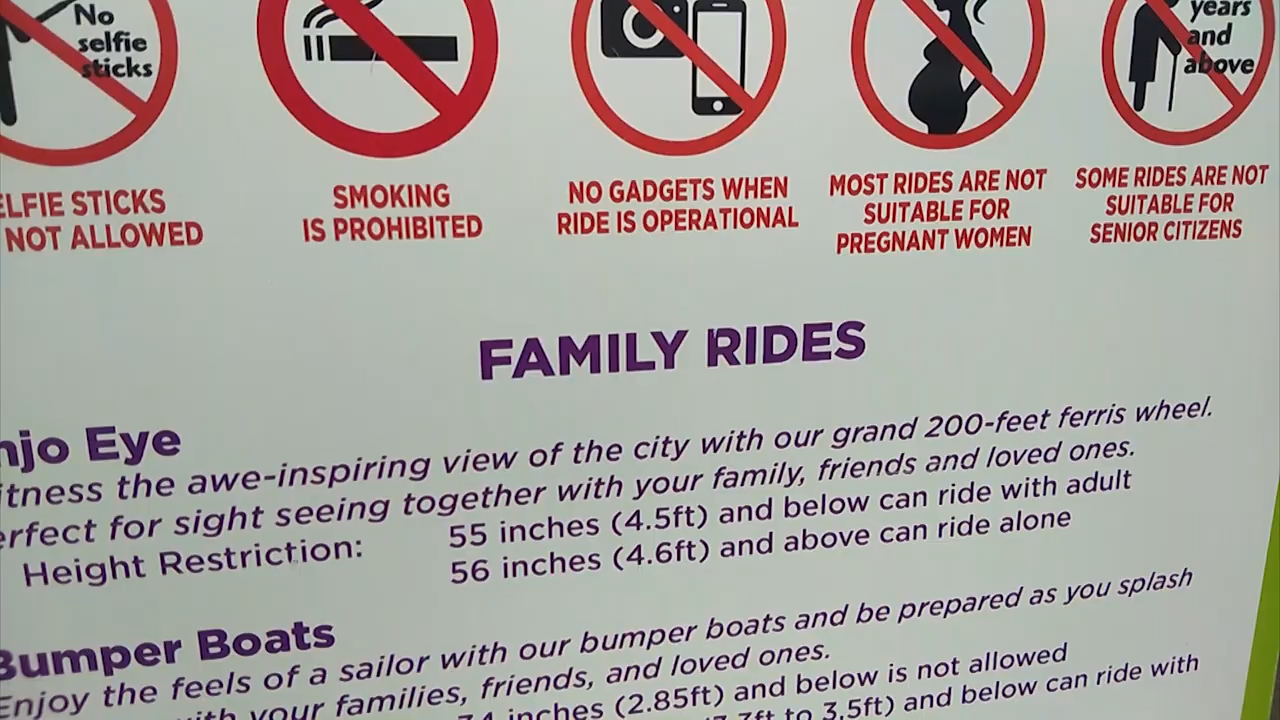 No
selfie
sticks
years
and
above
ELFIE STICKS
NOT ALLOWED
SMOKING
IS PROHIBITED
NO GADGETS WHEN
RIDE IS OPERATIONAL
MOST RIDES ARE NOT
SUITABLE FOR
PREGNANT WOMEN
SOME RIDES ARE NOT
SUITABLE FOR
SENIOR CITIZENS
FAMILY RIDES
njo Eye
itness the awe-inspiring view of the city with our grand 200-feet ferris wheel.
erfect for sight seeing together with your family, friends and loved ones.
Height Restriction: 55 inches (4.5ft) and below can ride with adult
56 inches (4.6ft) and above can ride alone
Bumper Boats
Enjoy the feels of a sailor with our bumper boats and be prepared as you splash
with your families, friends, and loved ones.
inches (2.85ft) and below is not allowed
to 3.5ft) and below can ride with